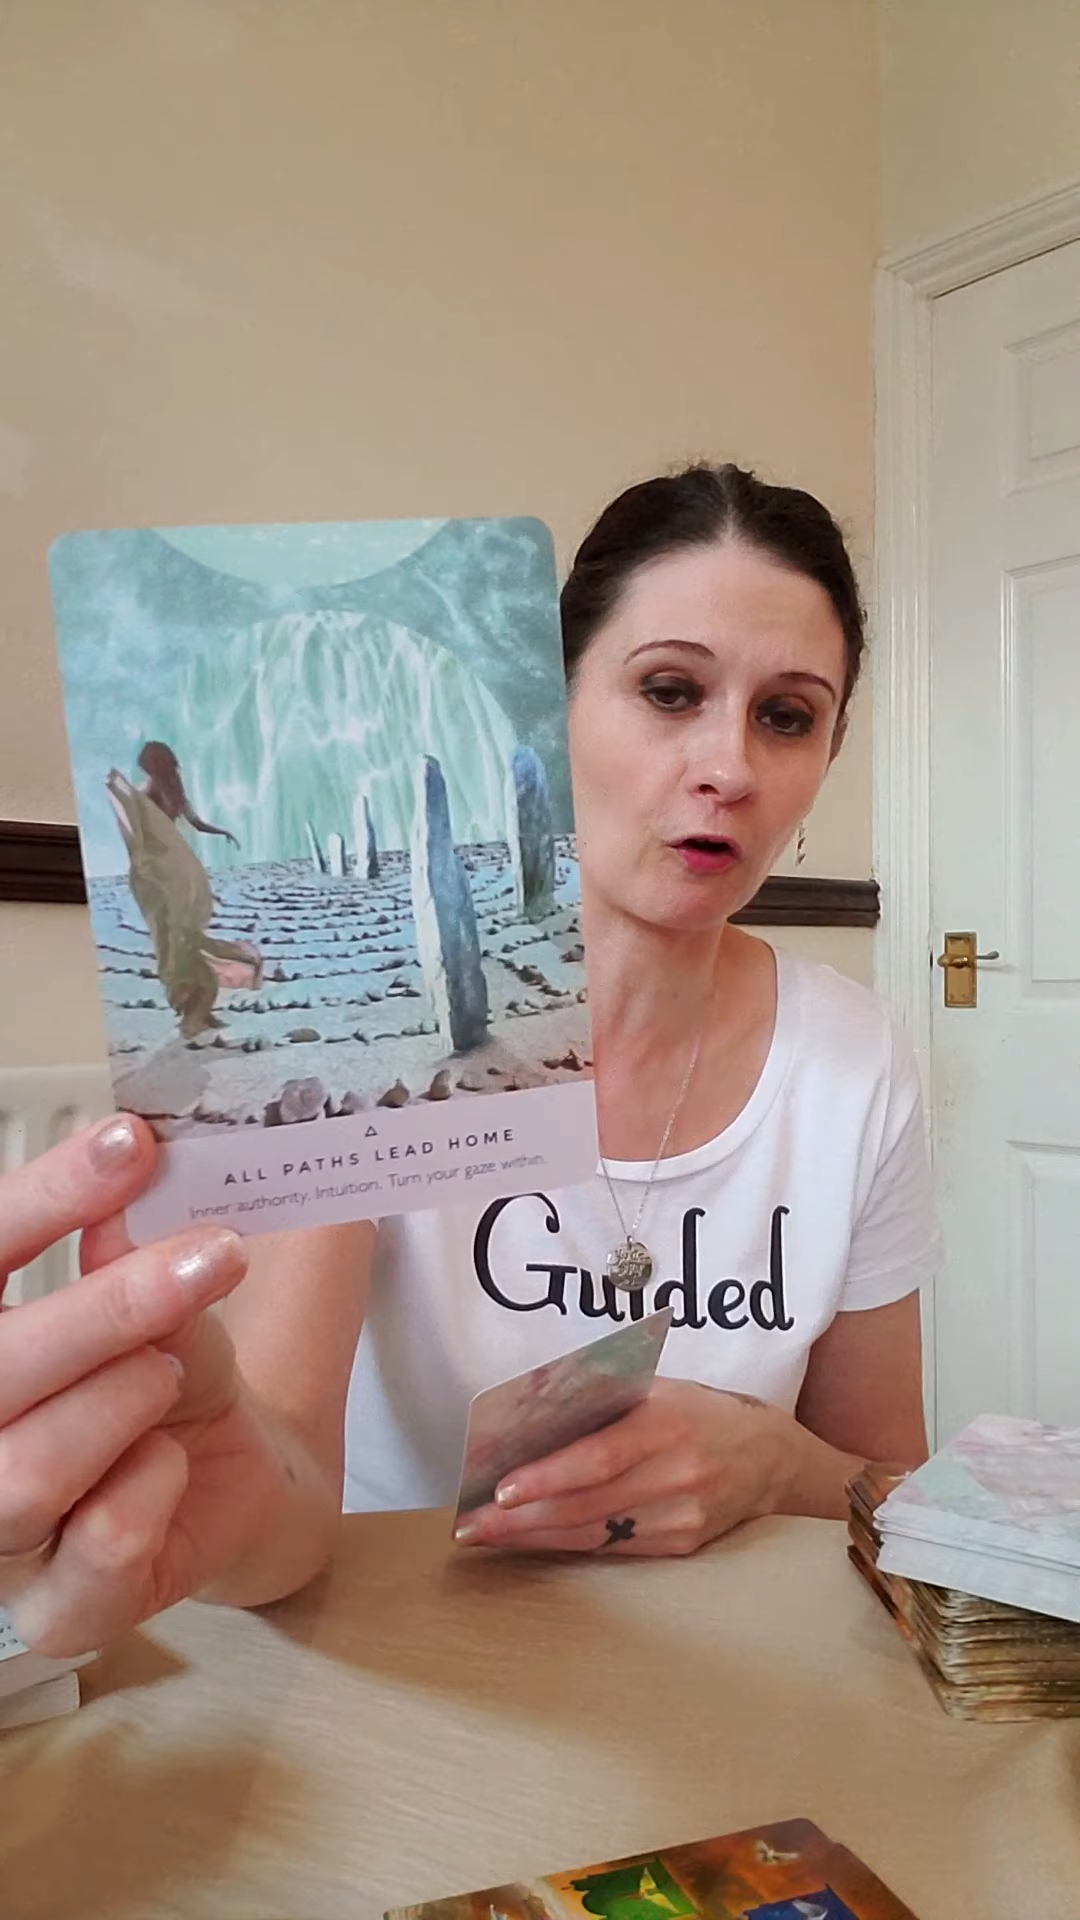 ALL PATHS LEAD HOME
Inner authority. Intuition. Turn your gaze within.
Guided